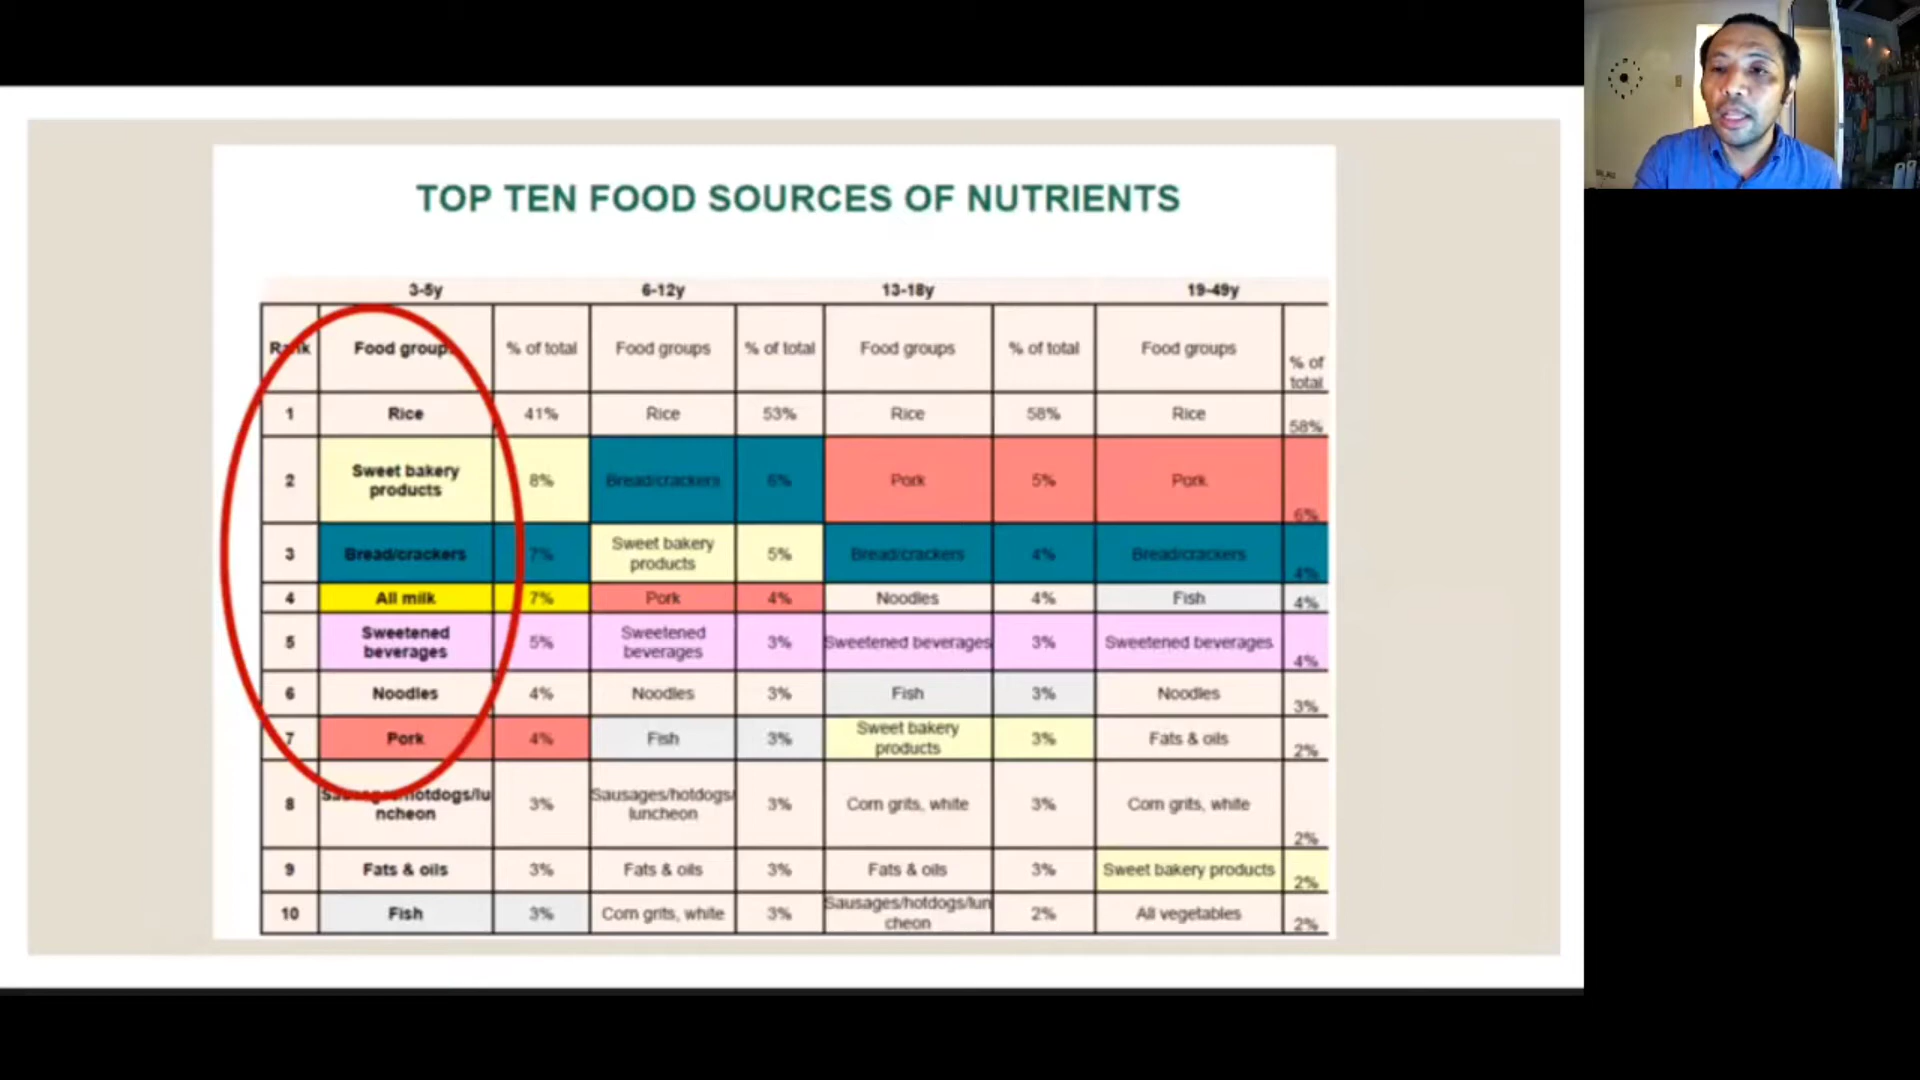 TOP TEN FOOD SOURCES OF NUTRIENTS
3-5y 6-12y 13-18y 19-49y
Rank Food groups % of total Food groups % of total Food groups % of total Food groups % of total
1 Rice 41% Rice 53% Rice 58% Rice 58%
2 Sweet bakery products 8% Bread/crackers 6% Pork 5% Pork 6%
3 Bread/crackers 7% Sweet bakery products 5% Bread/crackers 4% Bread/crackers 4%
4 All milk 7% Pork 4% Noodles 4% Fish 4%
5 Sweetened beverages 5% Sweetened beverages 3% Sweetened beverages 3% Sweetened beverages 4%
6 Noodles 4% Noodles 3% Fish 3% Noodles 3%
7 Pork 4% Fish 3% Sweet bakery products 3% Fats & oils 2%
8 Sausages/hotdogs/luncheon 3% Sausages/hotdogs/luncheon 3% Corn grits, white 3% Corn grits, white 2%
9 Fats & oils 3% Fats & oils 3% Fats & oils 3% Sweet bakery products 2%
10 Fish 3% Corn grits, white 3% Sausages/hotdogs/luncheon 2% All vegetables 2%